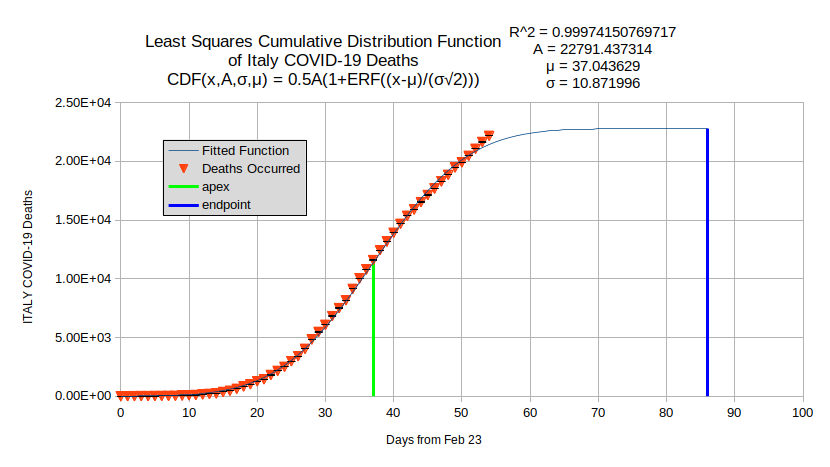 Least Squares Cumulative Distribution Function
of Italy COVID-19 Deaths
CDF(x,A,σ,μ) = 0.5A(1+ERF((x-μ)/(σ√2)))
R^2 = 0.99974150769717
A = 22791.437314
μ = 37.043629
σ = 10.871996
ITALY COVID-19 Deaths
2.50E+04
2.00E+04
1.50E+04
1.00E+04
5.00E+03
0.00E+00
Fitted Function
Deaths Occurred
apex
endpoint
0 10 20 30 40 50 60 70 80 90 100
Days from Feb 23